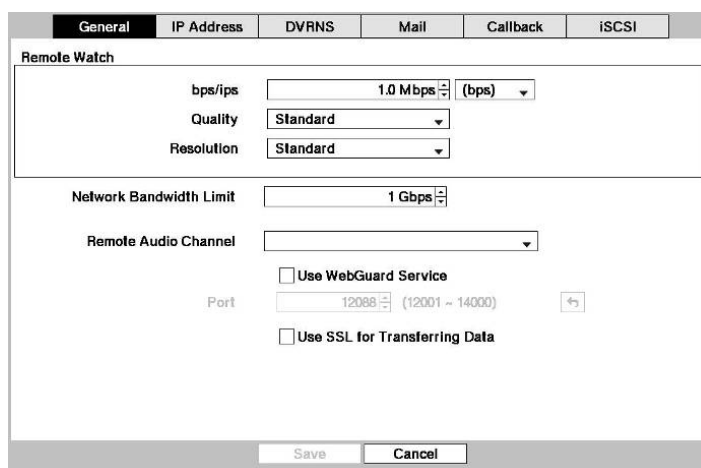 General IP Address DVRNS Mail Callback iSCSI
Remote Watch
bps/ips 1.0 Mbps (bps)
Quality Standard
Resolution Standard
Network Bandwidth Limit 1 Gbps
Remote Audio Channel
Use WebGuard Service
Port 12088 (12001 ~ 14000)
Use SSL for Transferring Data
Save Cancel